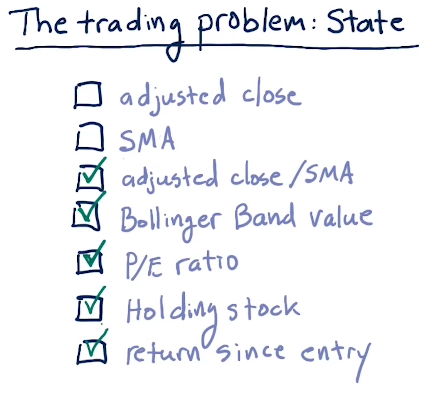 The trading problem: State
adjusted close
SMA
adjusted close/SMA
Bollinger Band value
P/E ratio
Holding stock
return since entry